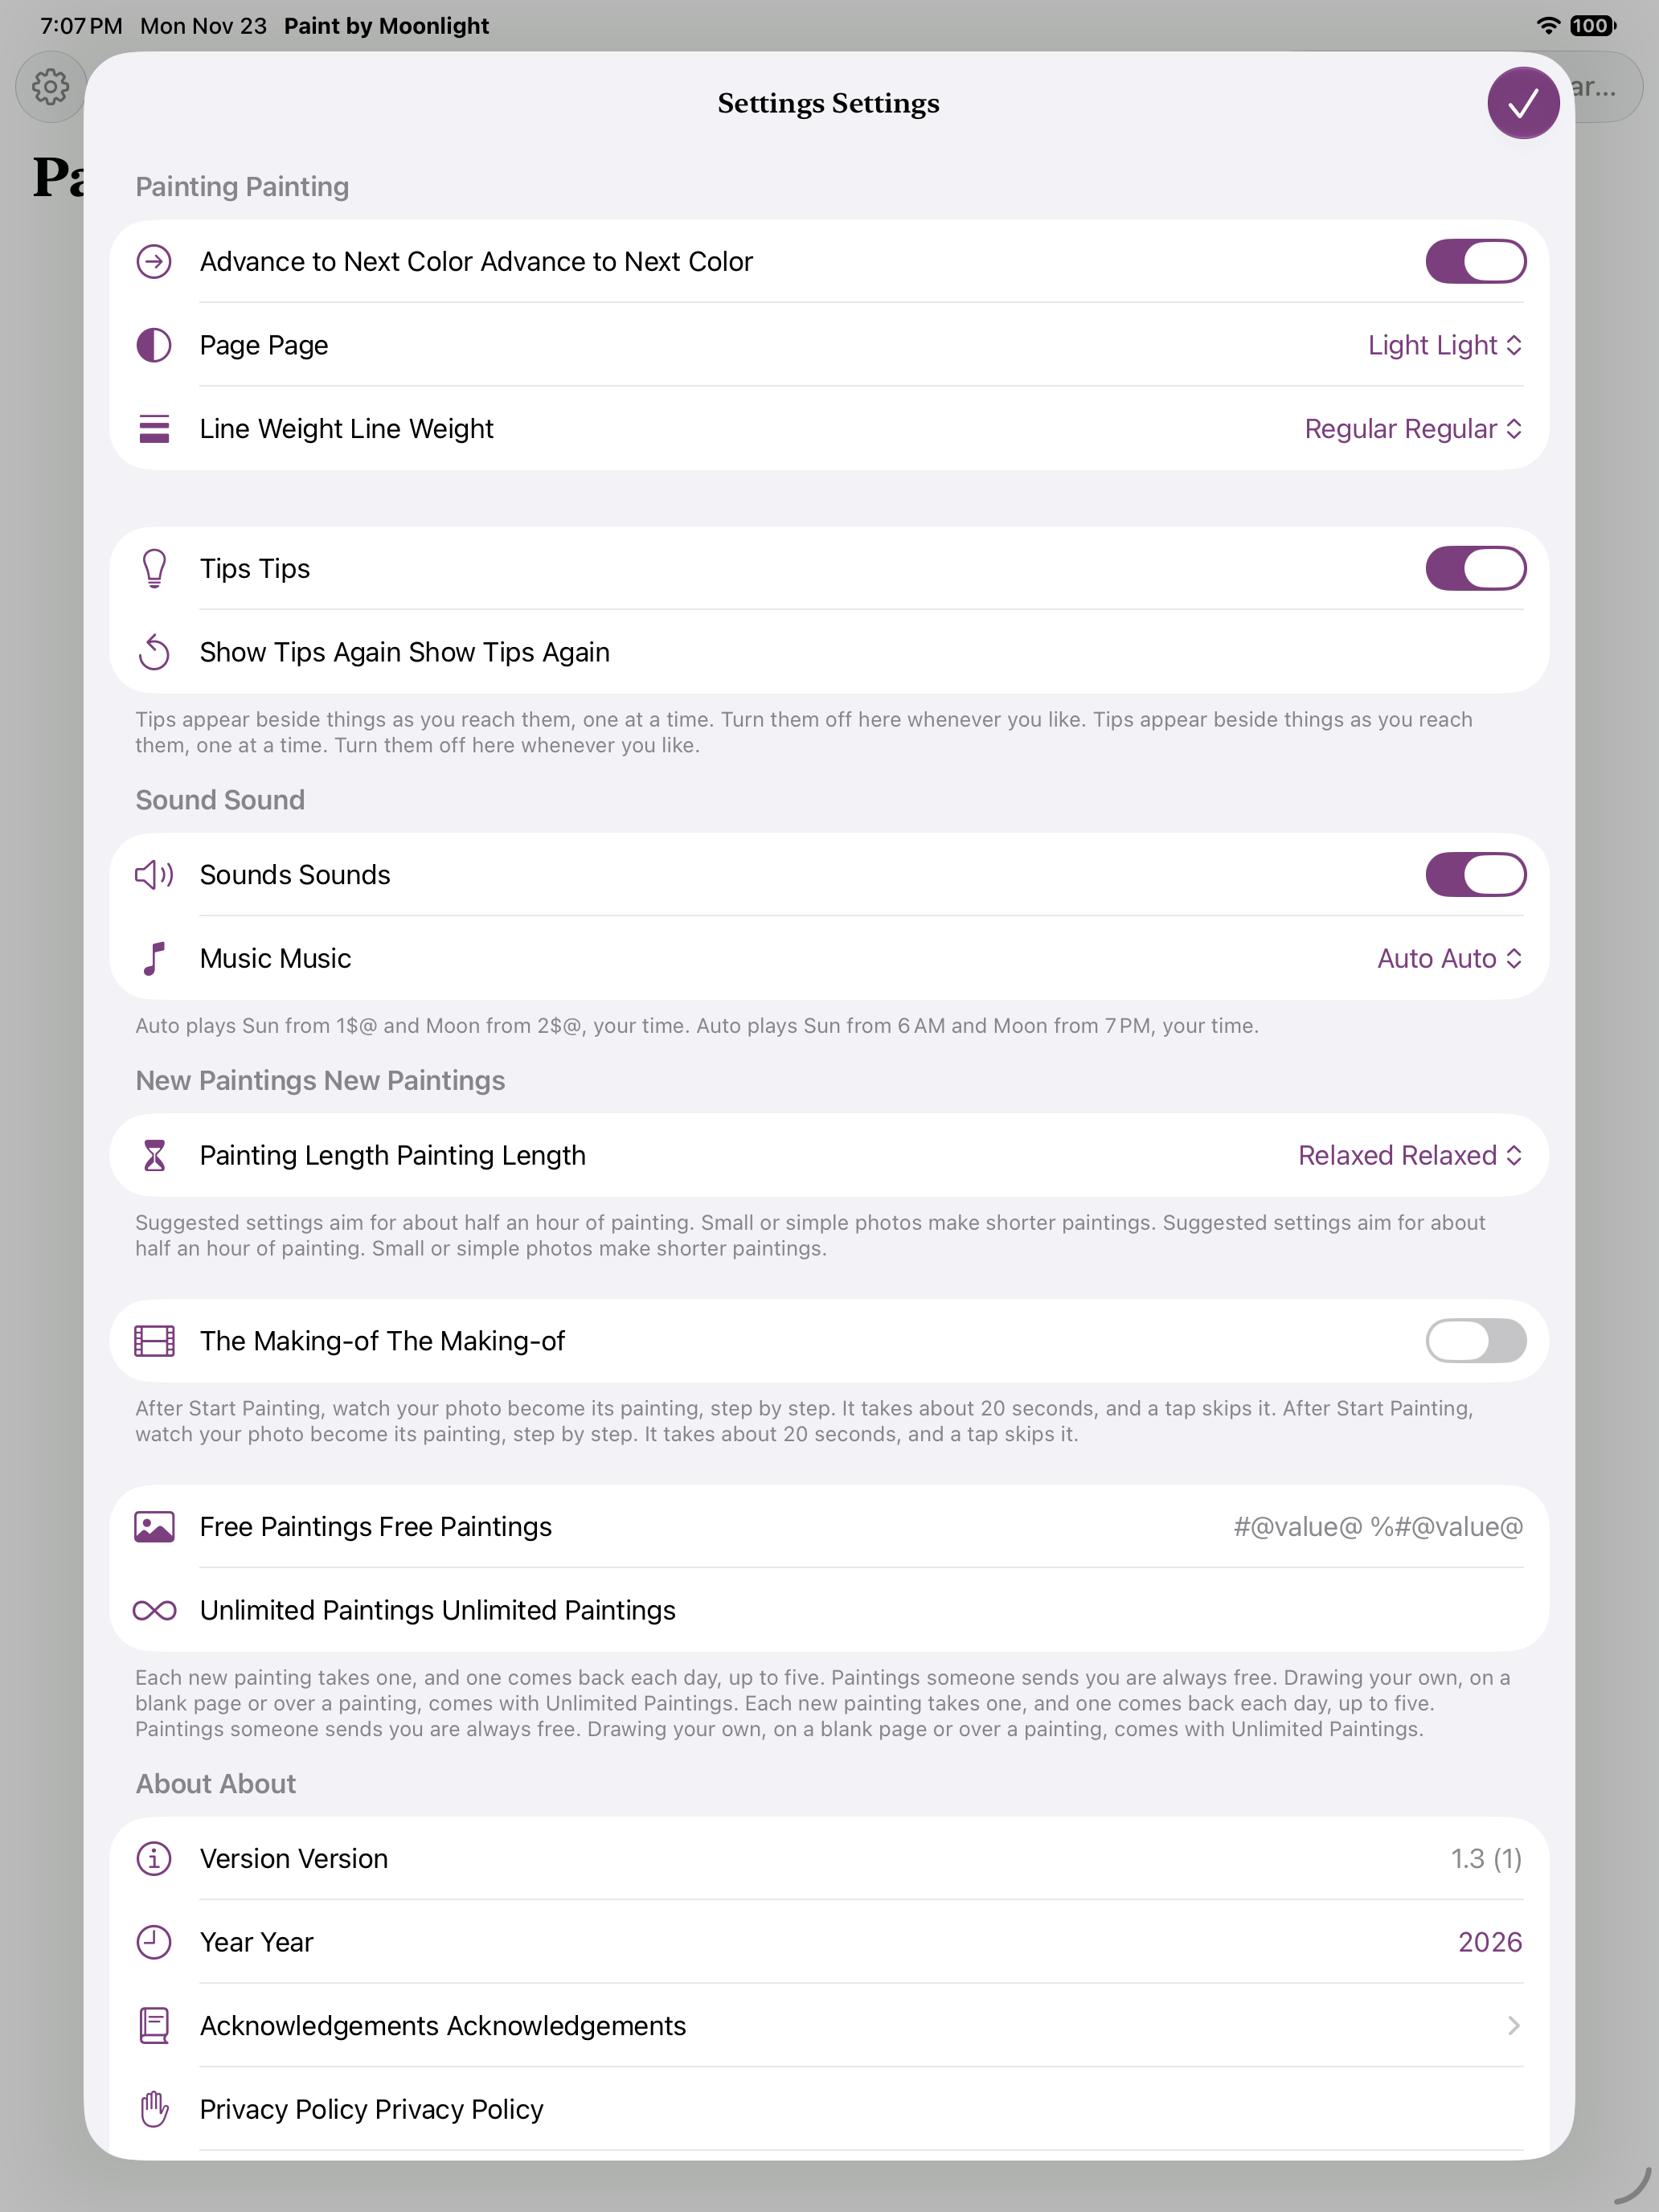 7:07 PM Mon Nov 23 Paint by Moonlight
100
ar...
Pa
Settings Settings
Painting Painting
Advance to Next Color Advance to Next Color
Page Page
Light Light
Line Weight Line Weight
Regular Regular
Tips Tips
Show Tips Again Show Tips Again
Tips appear beside things as you reach them, one at a time. Turn them off here whenever you like. Tips appear beside things as you reach
them, one at a time. Turn them off here whenever you like.
Sound Sound
Sounds Sounds
Music Music
Auto Auto
Auto plays Sun from 1$@ and Moon from 2$@, your time. Auto plays Sun from 6 AM and Moon from 7 PM, your time.
New Paintings New Paintings
Painting Length Painting Length
Relaxed Relaxed
Suggested settings aim for about half an hour of painting. Small or simple photos make shorter paintings. Suggested settings aim for about
half an hour of painting. Small or simple photos make shorter paintings.
The Making-of The Making-of
After Start Painting, watch your photo become its painting, step by step. It takes about 20 seconds, and a tap skips it. After Start Painting,
watch your photo become its painting, step by step. It takes about 20 seconds, and a tap skips it.
Free Paintings Free Paintings
#@value@ %#@value@
Unlimited Paintings Unlimited Paintings
Each new painting takes one, and one comes back each day, up to five. Paintings someone sends you are always free. Drawing your own, on a
blank page or over a painting, comes with Unlimited Paintings. Each new painting takes one, and one comes back each day, up to five.
Paintings someone sends you are always free. Drawing your own, on a blank page or over a painting, comes with Unlimited Paintings.
About About
Version Version
1.3 (1)
Year Year
2026
Acknowledgements Acknowledgements
Privacy Policy Privacy Policy